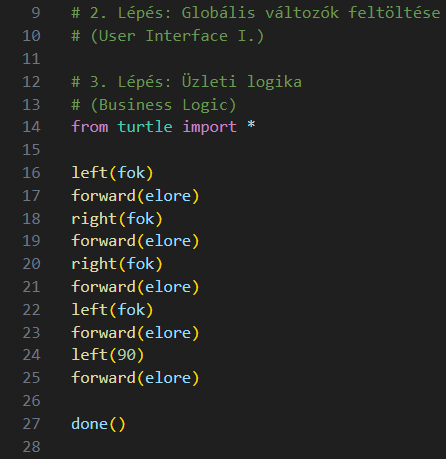 9 # 2. Lépés: Globális változók feltöltése
10 # (User Interface I.)
11
12 # 3. Lépés: Üzleti logika
13 # (Business Logic)
14 from turtle import *
15
16 left(fok)
17 forward(elore)
18 right(fok)
19 forward(elore)
20 right(fok)
21 forward(elore)
22 left(fok)
23 forward(elore)
24 left(90)
25 forward(elore)
26
27 done()
28